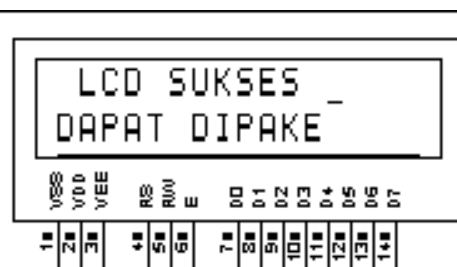 LCD SUKSES _
DAPAT DIPAKE
VSS VDD VEE RS RW E D0 D1 D2 D3 D4 D5 D6 D7
1 2 3 4 5 6 7 8 9 10 11 12 13 14